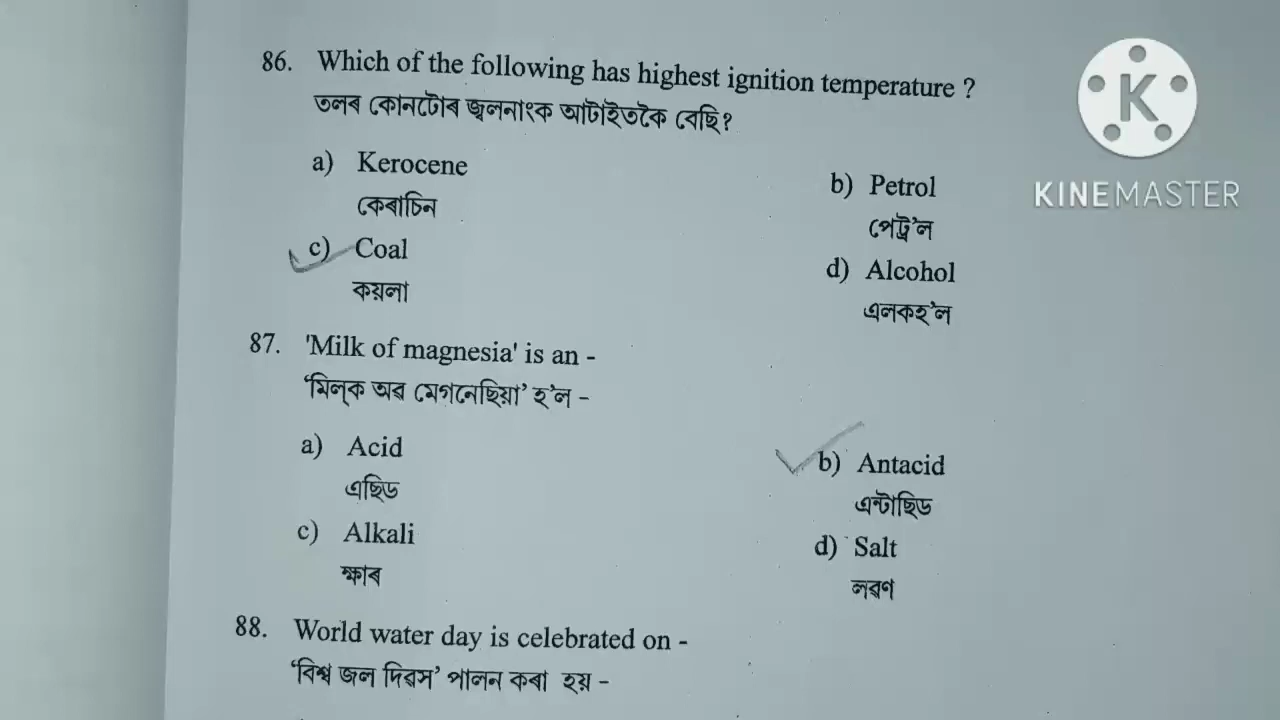 86. Which of the following has highest ignition temperature ?
তলৰ কোনটোৰ জ্বলনাংক আটাইতকৈ বেছি?
a) Kerocene
কেৰাচিন
b) Petrol
পেট্ৰ'ল
c) Coal
কয়লা
d) Alcohol
এলকহ'ল
87. 'Milk of magnesia' is an -
'মিল্‌ক অৱ মেগনেছিয়া' হ'ল -
a) Acid
এছিড
b) Antacid
এন্টাছিড
c) Alkali
ক্ষাৰ
d) Salt
লৱণ
88. World water day is celebrated on -
'বিশ্ব জল দিৱস' পালন কৰা হয় -
K
KINEMASTER